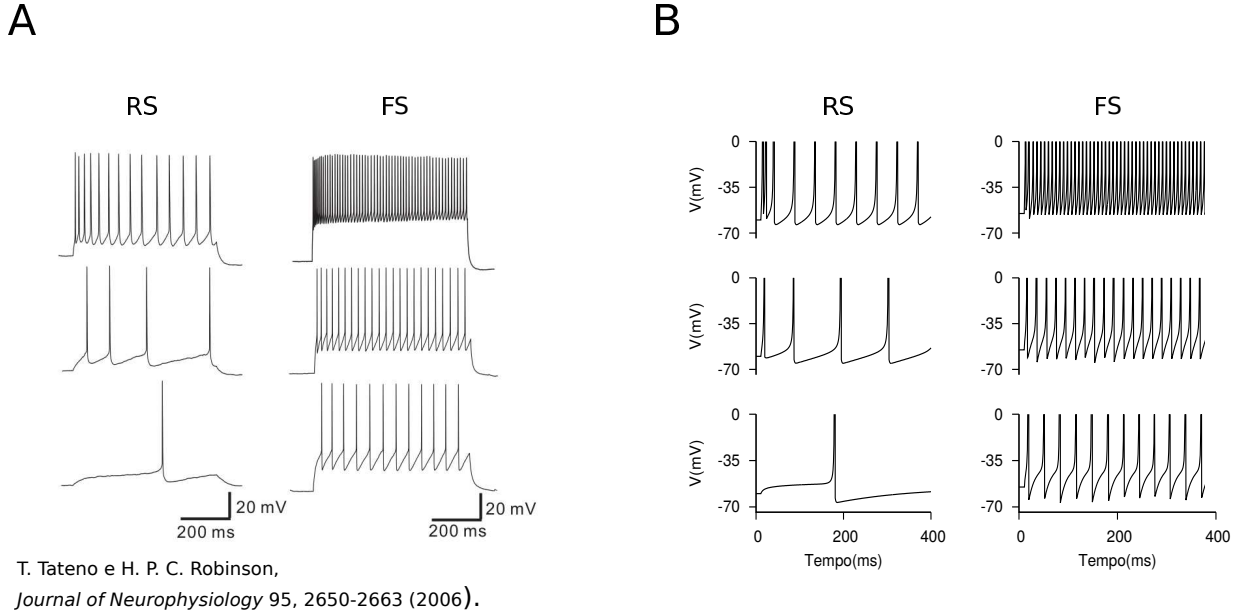 A
B
RS
FS
RS
FS
0
-35
-70
V(mV)
0
-35
-70
0
-35
-70
V(mV)
0
-35
-70
0
-35
-70
V(mV)
0
-35
-70
20 mV
200 ms
20 mV
200 ms
0
200
400
Tempo(ms)
0
200
400
Tempo(ms)
T. Tateno e H. P. C. Robinson,
Journal of Neurophysiology 95, 2650-2663 (2006).